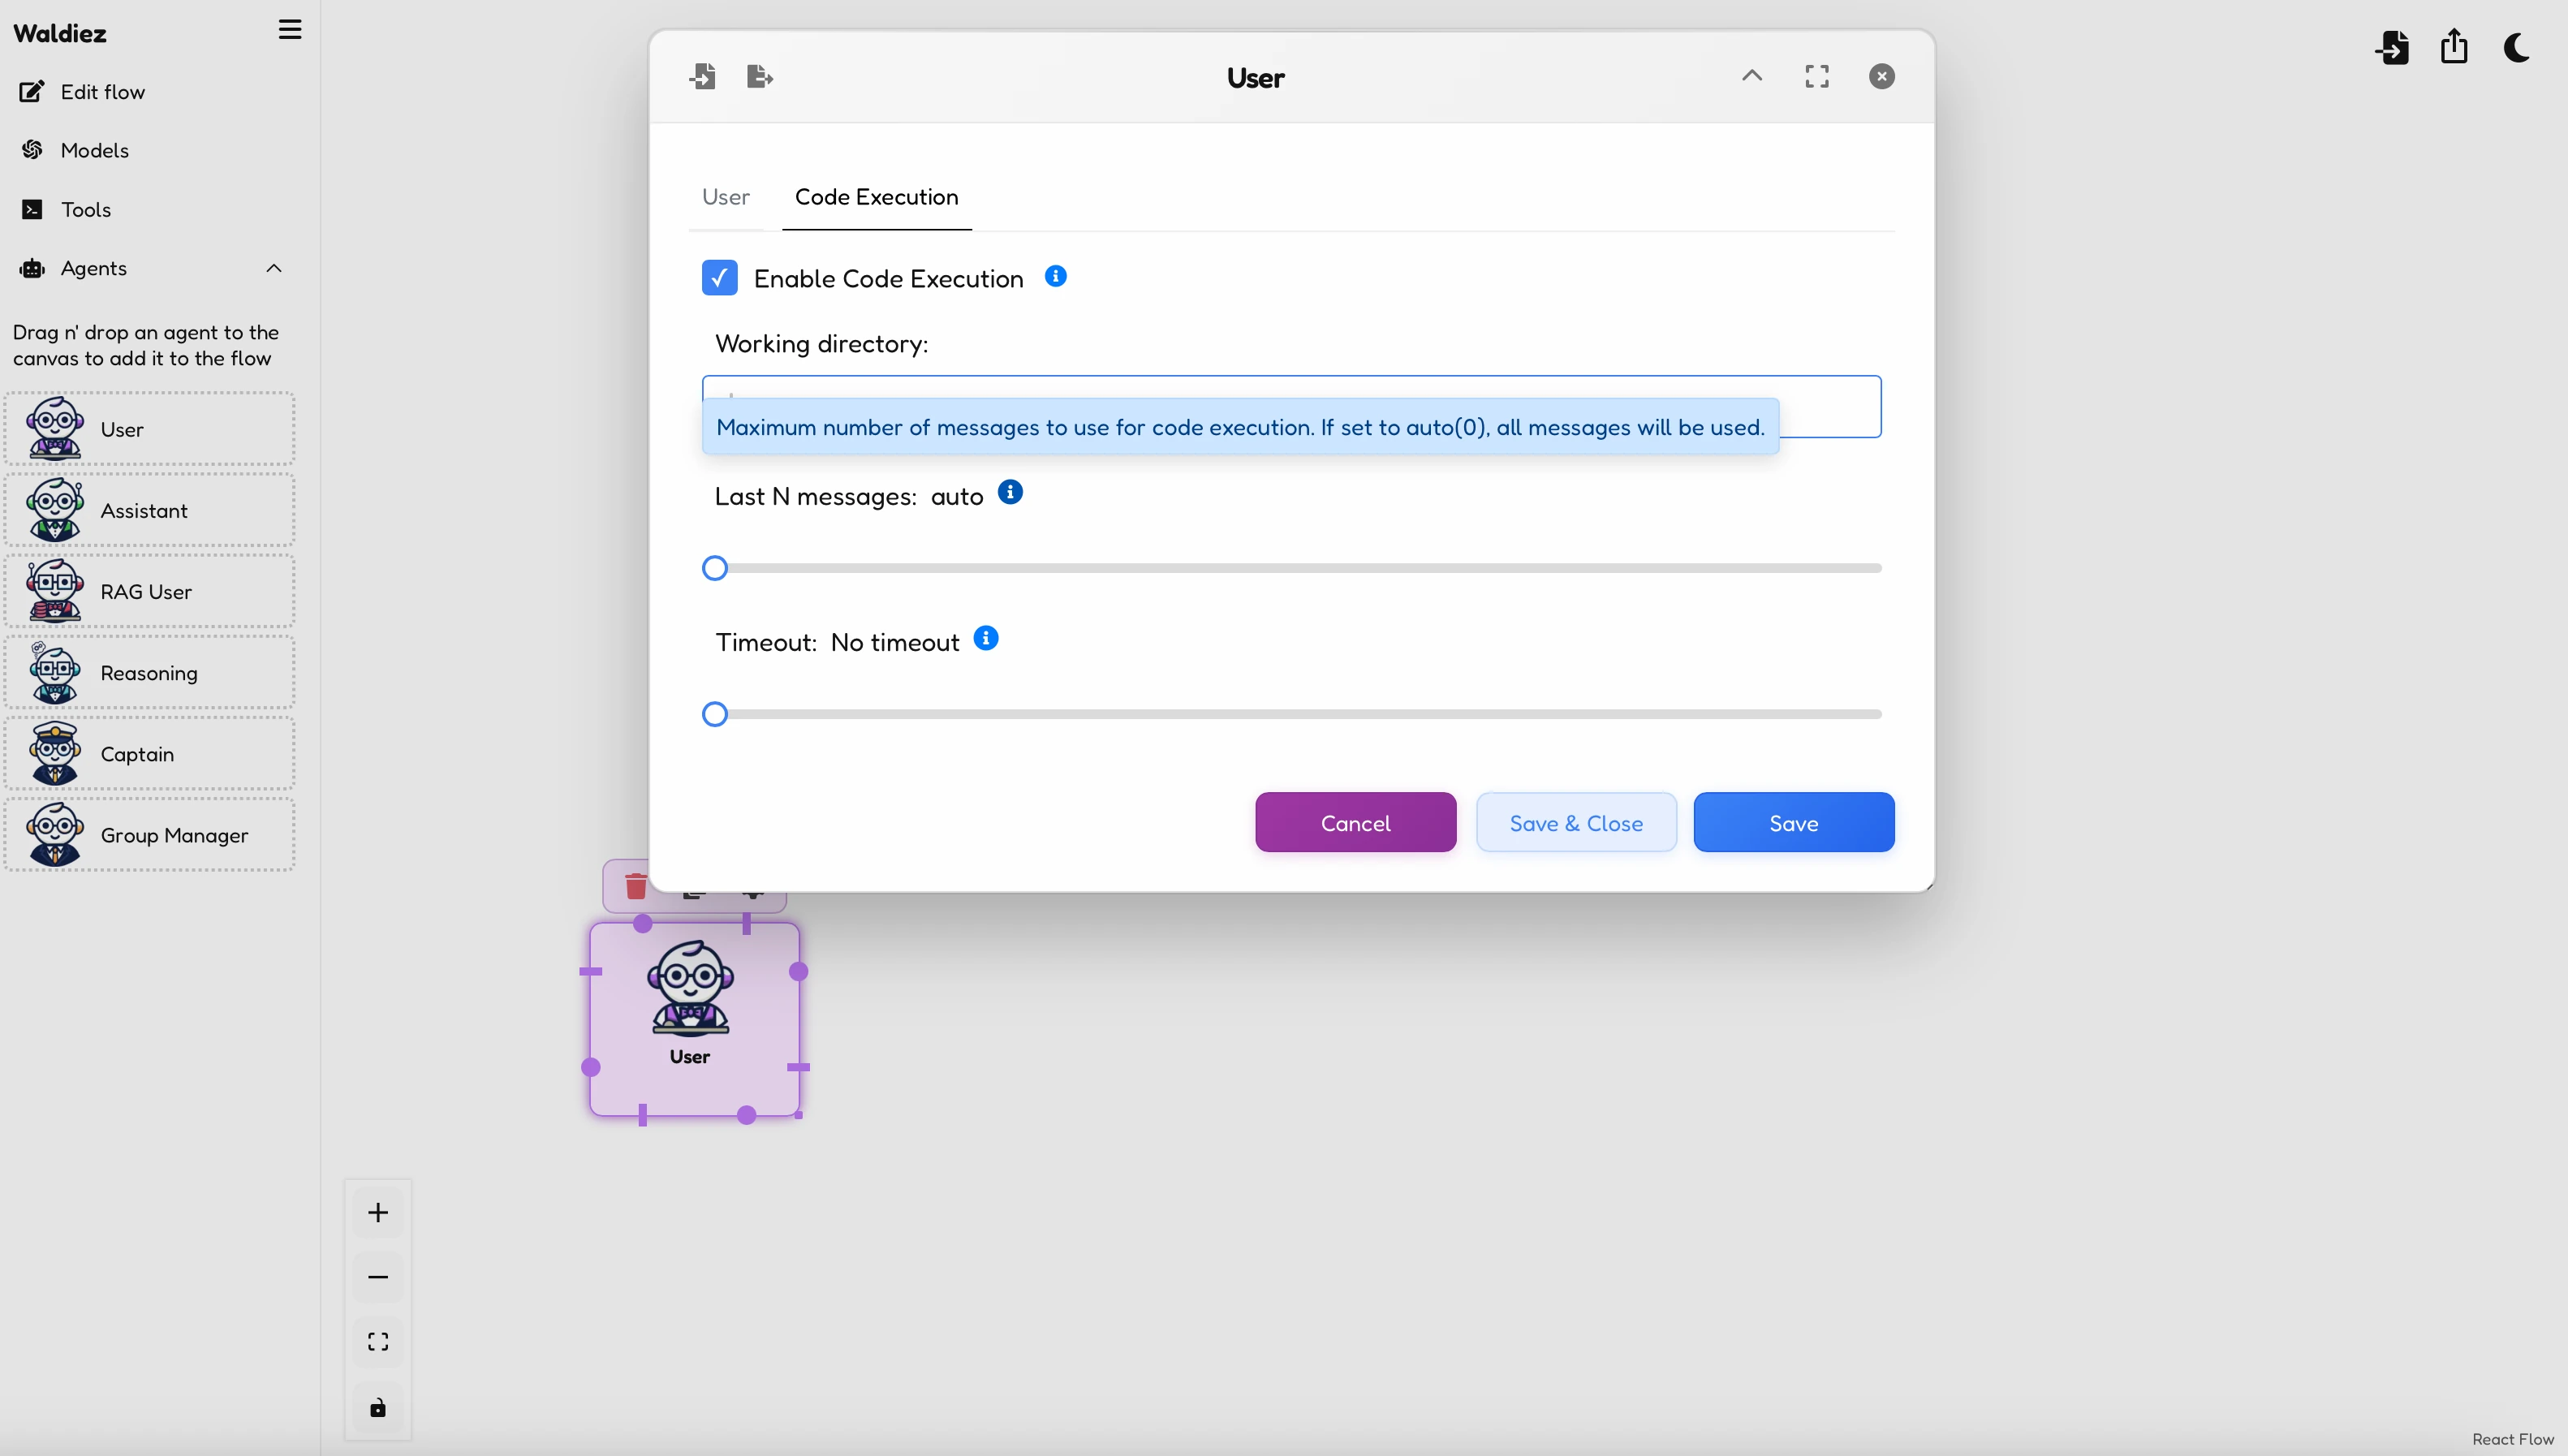 Waldiez
Edit flow
Models
Tools
Agents
Drag n' drop an agent to the
canvas to add it to the flow
User
Assistant
RAG User
Reasoning
Captain
Group Manager
User
User
Code Execution
Enable Code Execution
Working directory:
Maximum number of messages to use for code execution. If set to auto(0), all messages will be used.
Last N messages: auto
Timeout: No timeout
Cancel
Save & Close
Save
User
React Flow